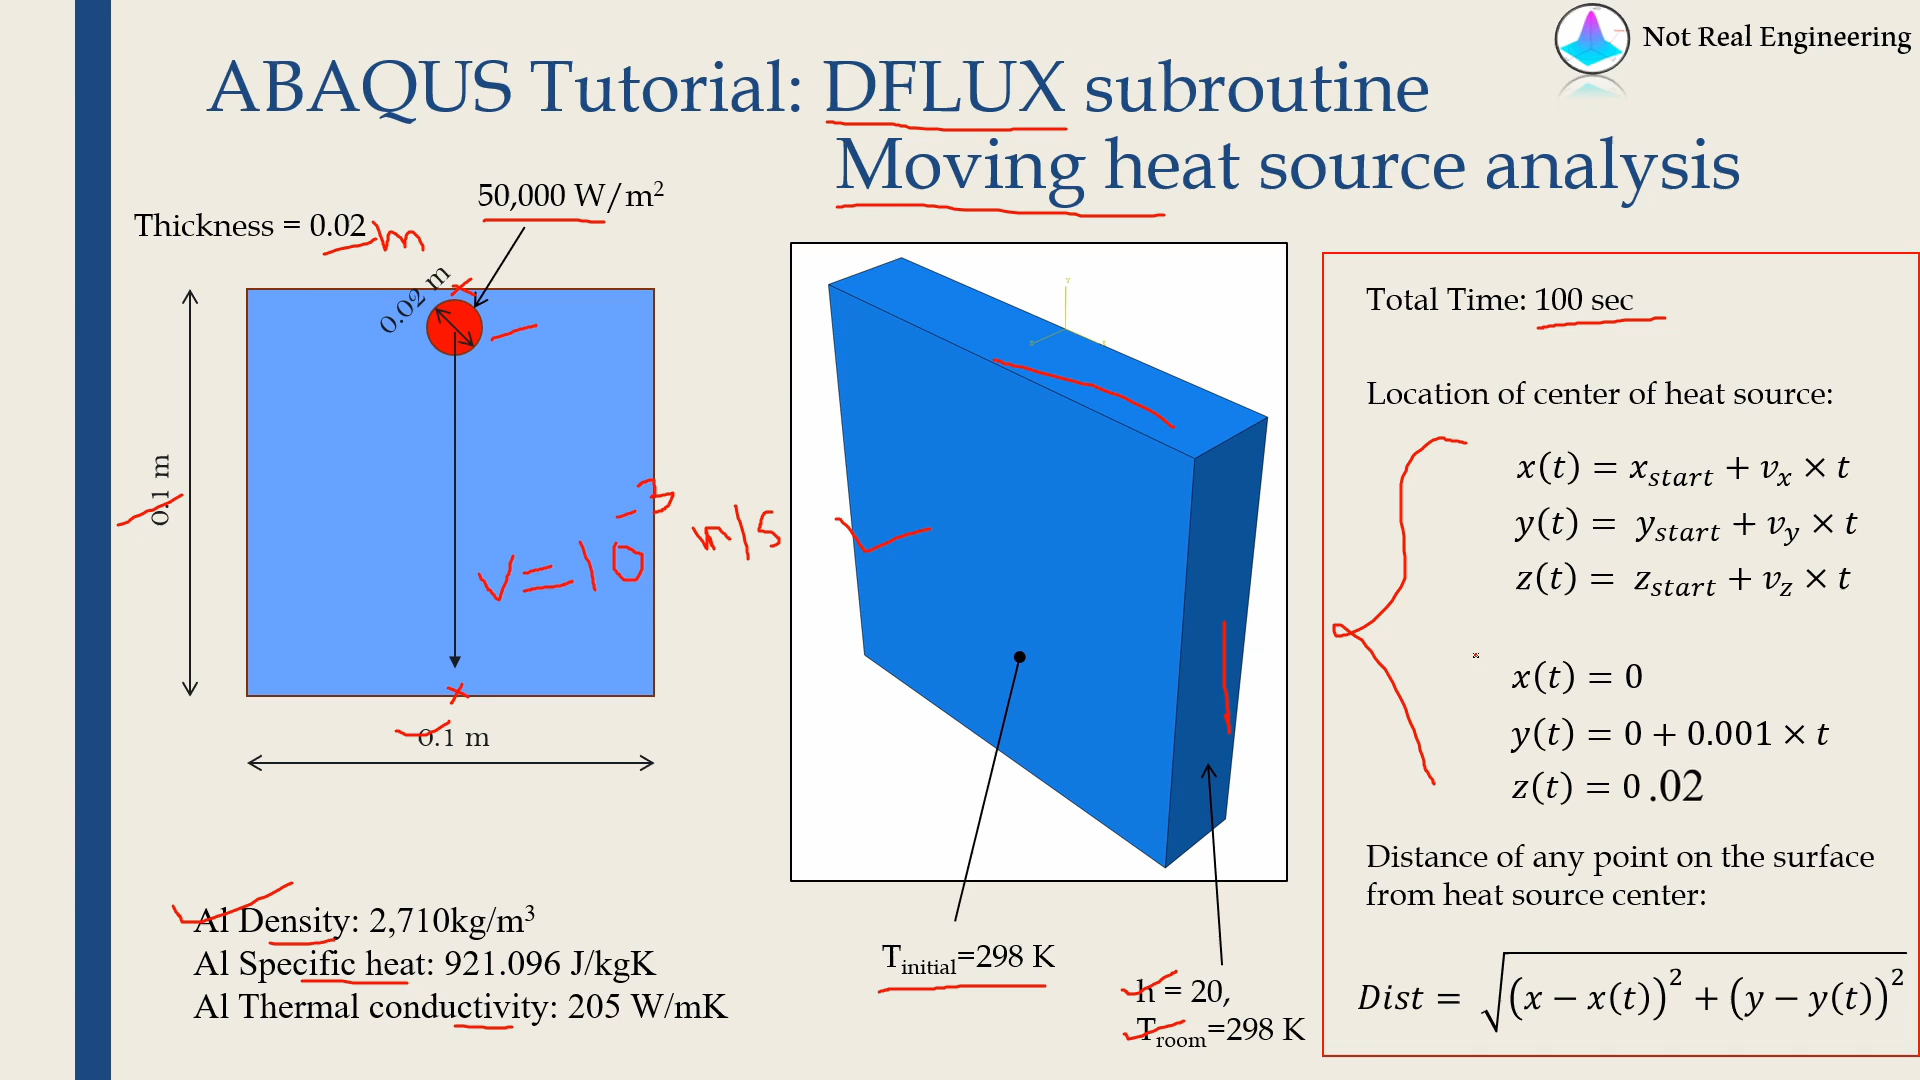 Not Real Engineering
ABAQUS Tutorial: DFLUX subroutine
Moving heat source analysis
50,000 W/m²
Thickness = 0.02 m
0.02 m
0.1 m
v=10⁻³ m/s
0.1 m
Al Density: 2,710kg/m³
Al Specific heat: 921.096 J/kgK
Al Thermal conductivity: 205 W/mK
Y
T_initial=298 K
h = 20,
T_room=298 K
Total Time: 100 sec
Location of center of heat source:
x(t) = x_start + v_x × t
y(t) = y_start + v_y × t
z(t) = z_start + v_z × t
x(t) = 0
y(t) = 0 + 0.001 × t
z(t) = 0.02
Distance of any point on the surface
from heat source center:
Dist = √((x − x(t))² + (y − y(t))²